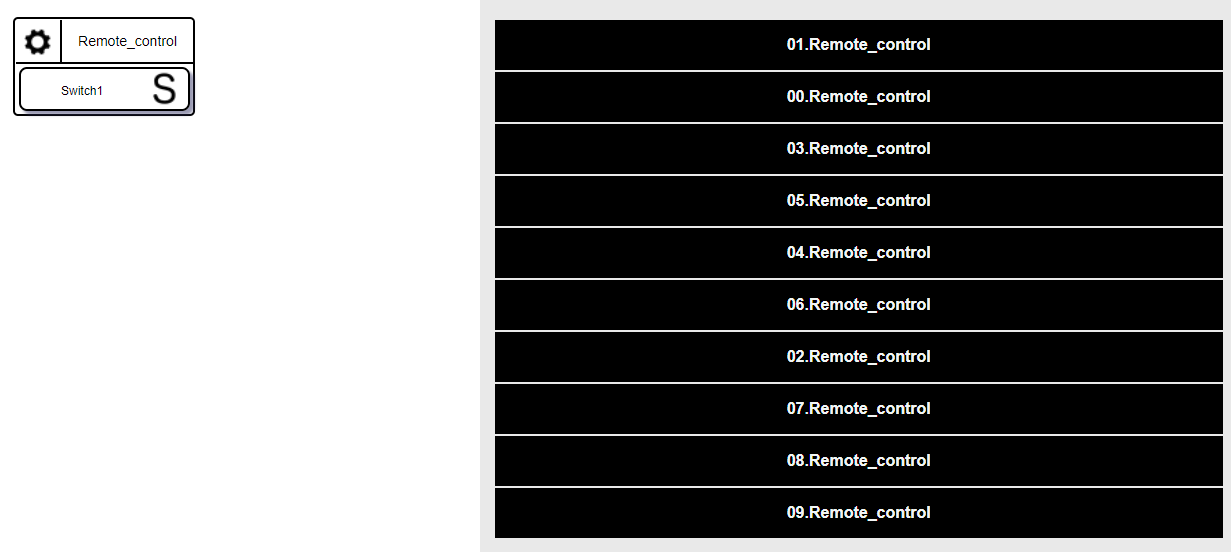 Remote_control
Switch1
S
01.Remote_control
00.Remote_control
03.Remote_control
05.Remote_control
04.Remote_control
06.Remote_control
02.Remote_control
07.Remote_control
08.Remote_control
09.Remote_control